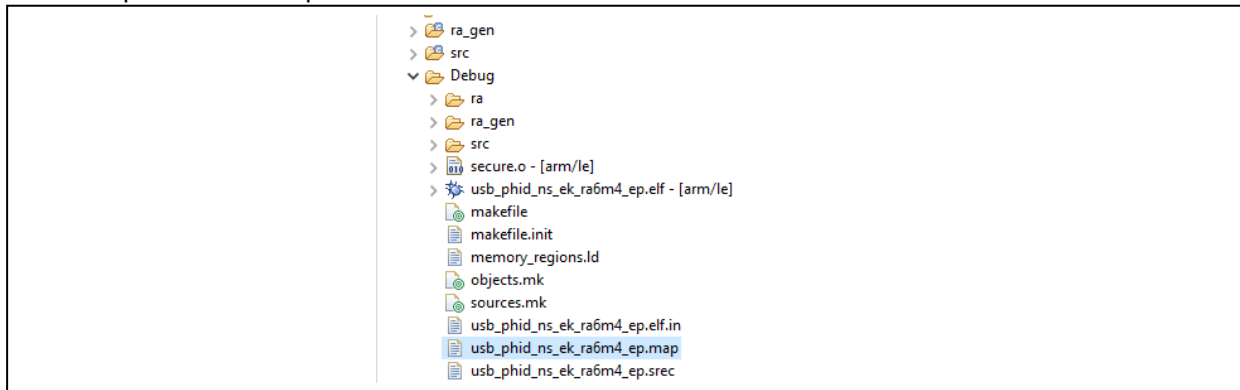 ra_gen
src
Debug
ra
ra_gen
src
secure.o - [arm/le]
usb_phid_ns_ek_ra6m4_ep.elf - [arm/le]
makefile
makefile.init
memory_regions.ld
objects.mk
sources.mk
usb_phid_ns_ek_ra6m4_ep.elf.in
usb_phid_ns_ek_ra6m4_ep.map
usb_phid_ns_ek_ra6m4_ep.srec